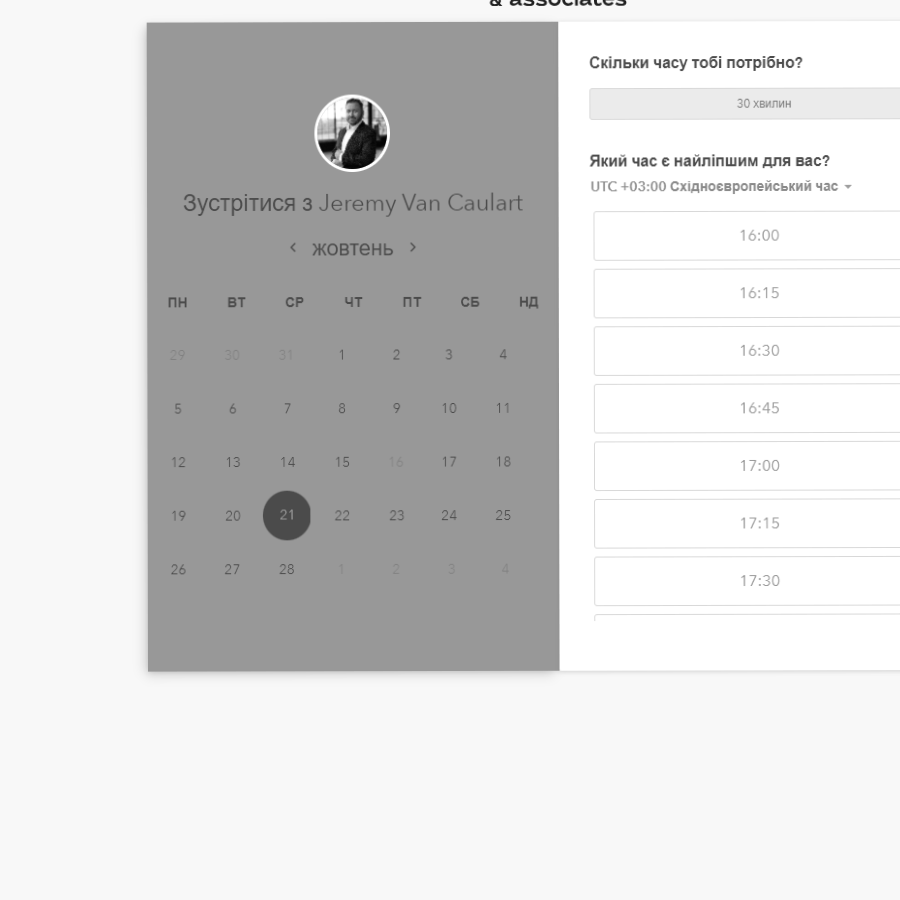 & associates
Зустрітися з Jeremy Van Caulart
жовтень
ПН ВТ СР ЧТ ПТ СБ НД
29 30 31 1 2 3 4
5 6 7 8 9 10 11
12 13 14 15 16 17 18
19 20 21 22 23 24 25
26 27 28 1 2 3 4
Скільки часу тобі потрібно?
30 хвилин
Який час є найліпшим для вас?
UTC +03:00 Східноєвропейський час
16:00
16:15
16:30
16:45
17:00
17:15
17:30